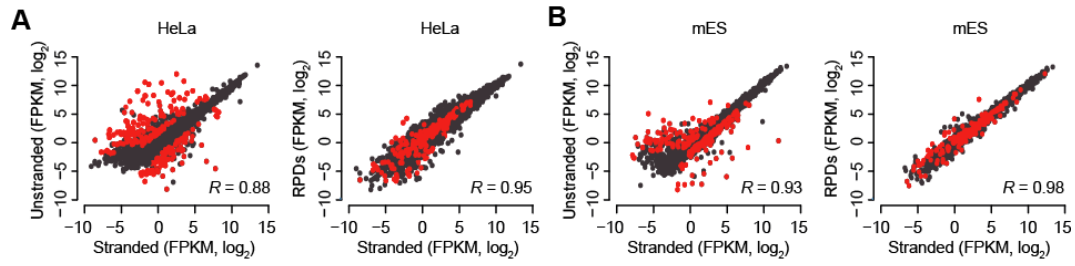 A
HeLa
Unstranded (FPKM, log2)
15
10
5
0
−5
−10
R = 0.88
−10 −5 0 5 10 15
Stranded (FPKM, log2)
HeLa
RPDs (FPKM, log2)
15
10
5
0
−5
−10
R = 0.95
−10 −5 0 5 10 15
Stranded (FPKM, log2)
B
mES
Unstranded (FPKM, log2)
15
10
5
0
−5
−10
R = 0.93
−10 −5 0 5 10 15
Stranded (FPKM, log2)
mES
RPDs (FPKM, log2)
15
10
5
0
−5
−10
R = 0.98
−10 −5 0 5 10 15
Stranded (FPKM, log2)